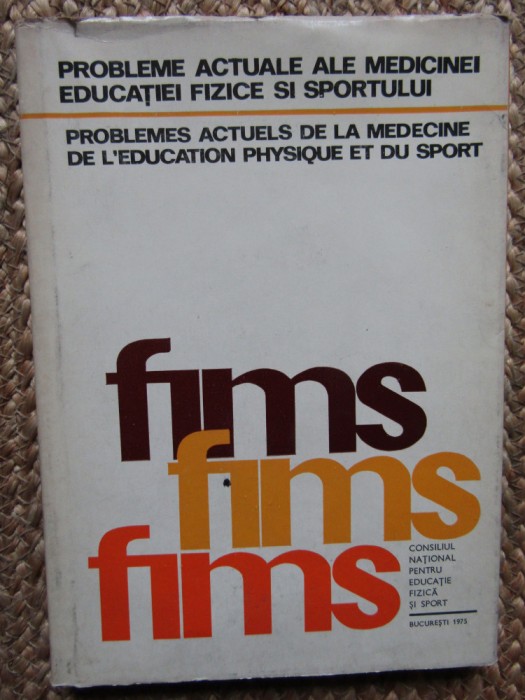 PROBLEME ACTUALE ALE MEDICINEI
EDUCAȚIEI FIZICE SI SPORTULUI
PROBLEMES ACTUELS DE LA MEDECINE
DE L'EDUCATION PHYSIQUE ET DU SPORT
fims
fims
fims
CONSILIUL
NAȚIONAL
PENTRU
EDUCAȚIE
FIZICĂ
ȘI SPORT
BUCUREȘTI 1975